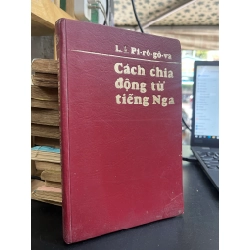 L. I. Pi-rô-gô-va
Cách chia
động từ
tiếng Nga